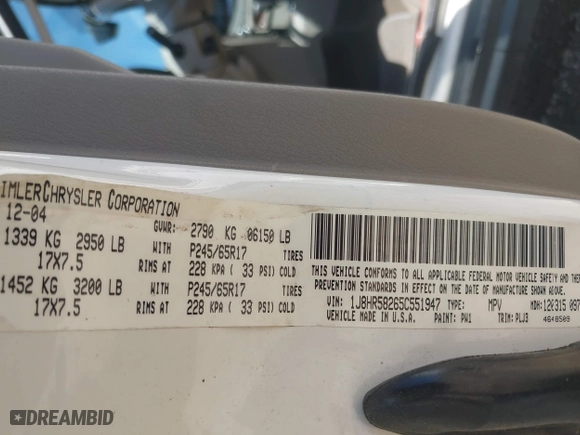 IMLERCHRYSLER CORPORATION
12-04
GVWR: 2790 KG 06150 LB
1339 KG 2950 LB WITH P245/65R17 TIRES
17X7.5 RIMS AT 228 KPA ( 33 PSI) COLD
1452 KG 3200 LB WITH P245/65R17 TIRES
17X7.5 RIMS AT 228 KPA ( 33 PSI) COLD
THIS VEHICLE CONFORMS TO ALL APPLICABLE
FEDERAL MOTOR VEHICLE SAFETY AND THE
PREVENTION STANDARDS IN EFFECT ON THE DATE OF MANUFACTURE SHOWN ABOVE.
VIN: 1J8HR58265C551947 TYPE: MPV MDH: 120315 097
VEHICLE MADE IN U.S.A. PAINT: PW1 TRIM: PLJ3 4648509
DREAMBID